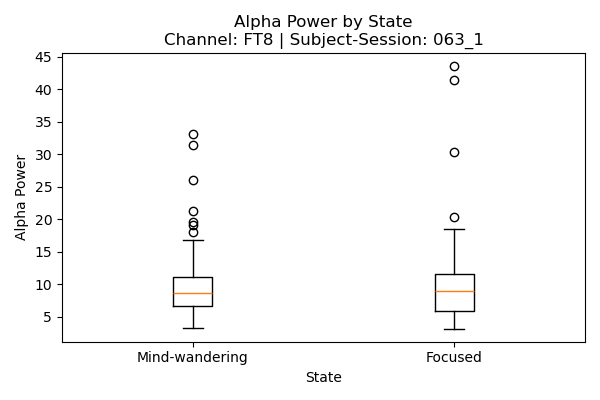 Alpha Power by State
Channel: FT8 | Subject-Session: 063_1
45
40
35
30
25
20
15
10
5
Alpha Power
Mind-wandering
Focused
State